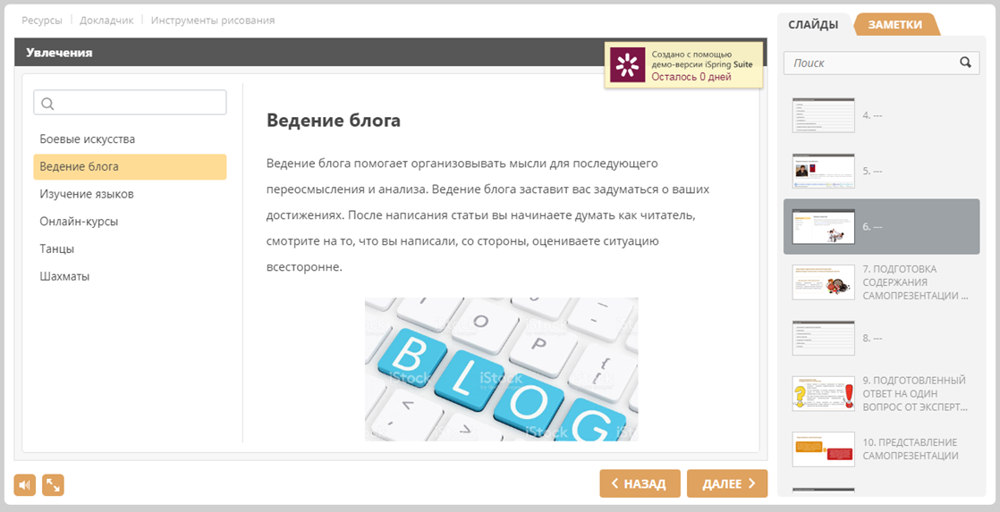 Ресурсы
Докладчик
Инструменты рисования
Увлечения
Создано с помощью
демо-версии iSpring Suite
Осталось 0 дней
Боевые искусства
Ведение блога
Изучение языков
Онлайн-курсы
Танцы
Шахматы
Ведение блога
Ведение блога помогает организовывать мысли для последующего
переосмысления и анализа. Ведение блога заставит вас задуматься о ваших
достижениях. После написания статьи вы начинаете думать как читатель,
смотрите на то, что вы написали, со стороны, оцениваете ситуацию
всесторонне.
O
P
B L O G
iStock
iStock
iStock
iStock
НАЗАД
ДАЛЕЕ
СЛАЙДЫ
ЗАМЕТКИ
Поиск
4. ---
5. ---
6. ---
7. ПОДГОТОВКА
СОДЕРЖАНИЯ
САМОПРЕЗЕНТАЦИИ ...
8. ---
9. ПОДГОТОВЛЕННЫЙ
ОТВЕТ НА ОДИН
ВОПРОС ОТ ЭКСПЕРТ...
10. ПРЕДСТАВЛЕНИЕ
САМОПРЕЗЕНТАЦИИ